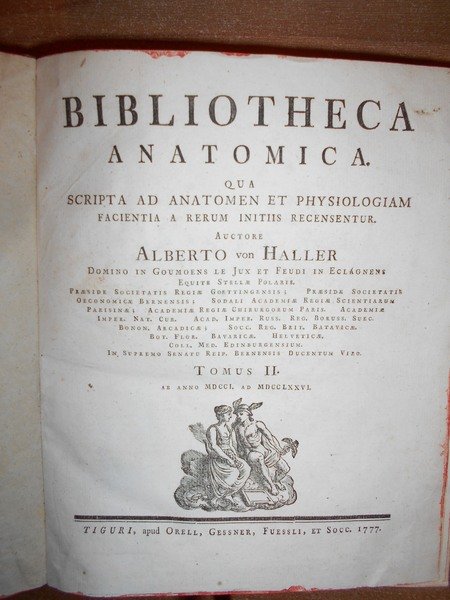 BIBLIOTHECA
ANATOMICA.
QUA
SCRIPTA AD ANATOMEN ET PHYSIOLOGIAM
FACIENTIA A RERUM INITIIS RECENSENTUR.
AUCTORE
ALBERTO VON HALLER
DOMINO IN GOUMOENS LE JUX ET FEUDI IN ECLAGNENS
EQUITE STELLÆ POLARIS.
PRÆSIDE SOCIETATIS REGIÆ GOETTINGENSIS; PRÆSIDE SOCIETATIS
OECONOMICÆ BERNENSIS; SODALI ACADEMIÆ REGIÆ SCIENTIARUM
PARISINÆ; ACADEMIÆ REGIÆ CHIRURGORUM PARIS. ACADEMIÆ
IMPER. NAT. CUR. ACAD. IMPER. RUSS. REG. BORUSS. SUEC.
BONON. ARCADICÆ; SOCC. REG. BRIT. BATAVICÆ.
BOT. FLOR. BAVARICÆ. HELVETICÆ.
COLL. MED. EDINBURGENSIUM.
IN SUPREMO SENATU REIP. BERNENSIS DUCENTUM VIRO.
TOMUS II.
AB ANNO MDCCI. AD MDCCLXXVI.
TIGURI, apud ORELL, GESSNER, FUESSLI, ET SOCC. 1777.